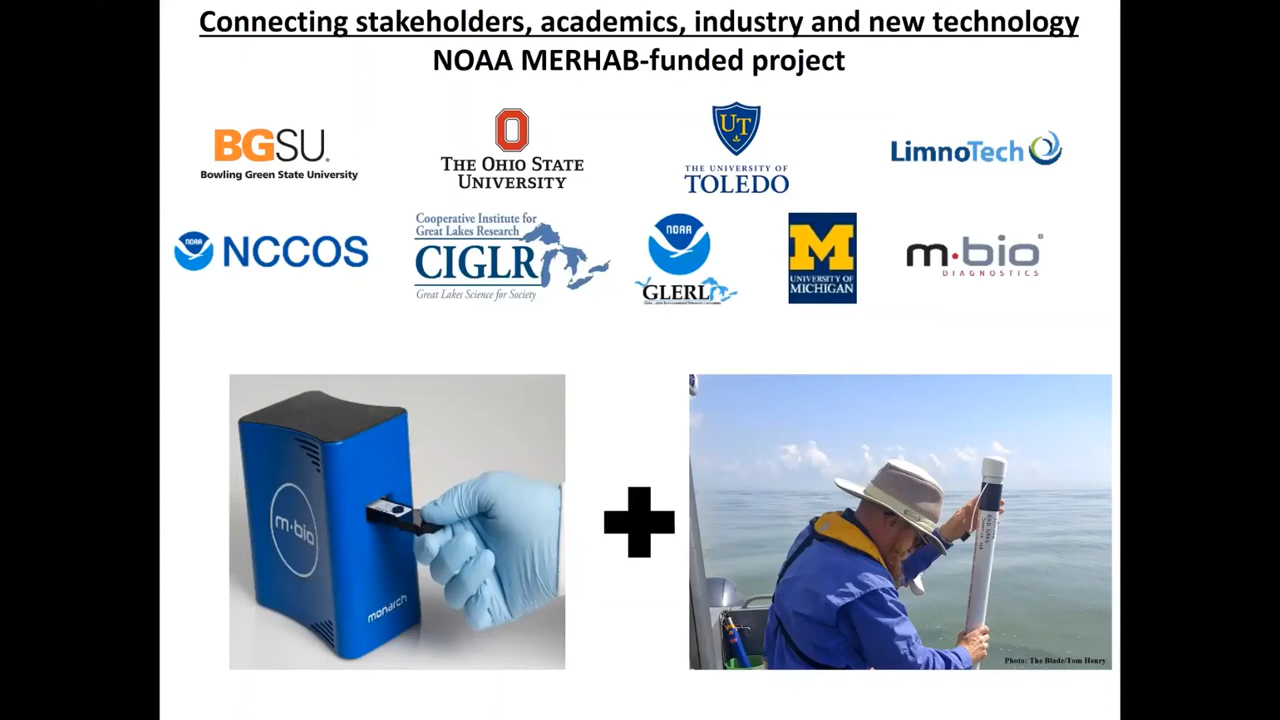 Connecting stakeholders, academics, industry and new technology
NOAA MERHAB-funded project
BGSU.
Bowling Green State University
O
THE OHIO STATE
UNIVERSITY
UT
THE UNIVERSITY OF
TOLEDO
LimnoTech
NOAA
NCCOS
Cooperative Institute for
Great Lakes Research
CIGLR
Great Lakes Science for Society
NOAA
GLERL
M
UNIVERSITY OF
MICHIGAN
m·bio®
DIAGNOSTICS
m·bio
monarch
Photo: The Blade/Tom Henry